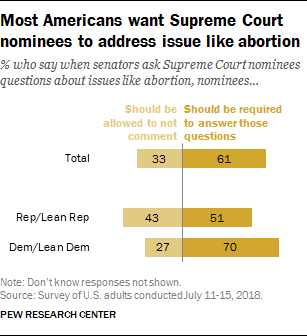 Most Americans want Supreme Court
nominees to address issue like abortion
% who say when senators ask Supreme Court nominees
questions about issues like abortion, nominees...
Should be
allowed to not
comment
Should be required
to answer those
questions
Total 33 61
Rep/Lean Rep 43 51
Dem/Lean Dem 27 70
Note: Don't know responses not shown.
Source: Survey of U.S. adults conducted July 11-15, 2018.
PEW RESEARCH CENTER